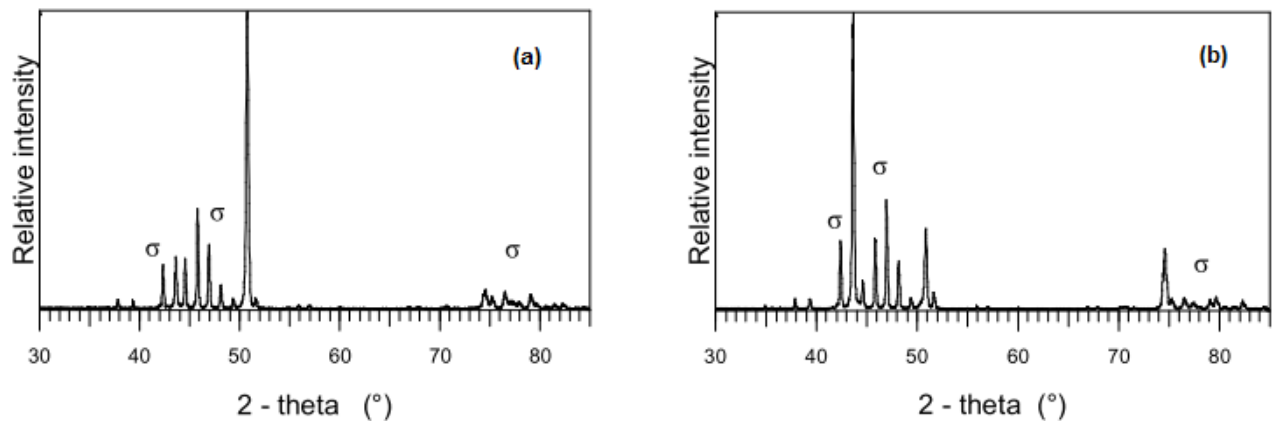 (a)
Relative intensity
σ
σ
σ
30 40 50 60 70 80
2 - theta (°)
(b)
Relative intensity
σ
σ
σ
30 40 50 60 70 80
2 - theta (°)